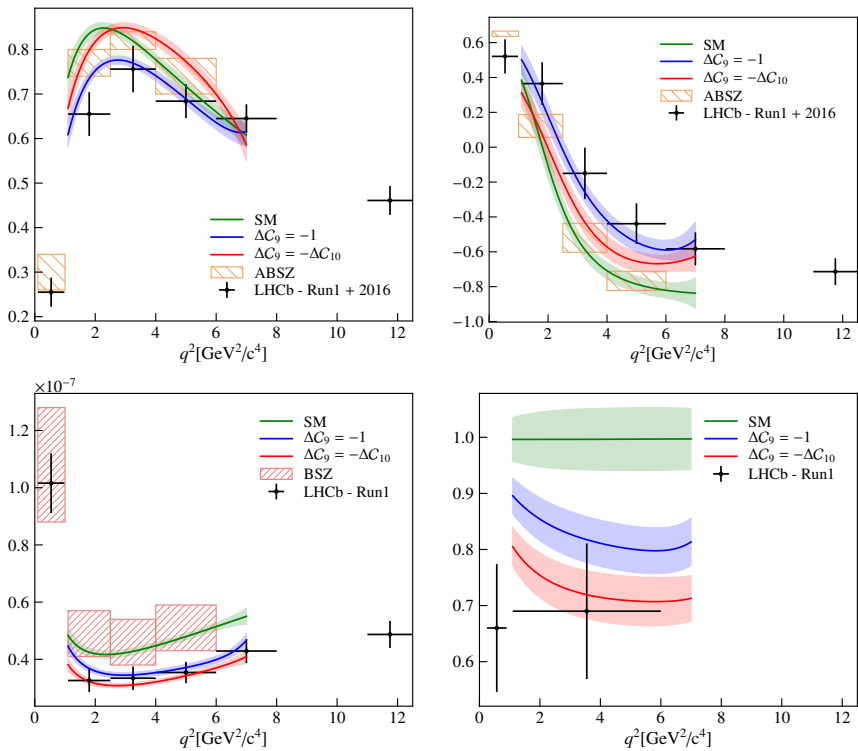 0.8
0.7
0.6
0.5
0.4
0.3
0.2
SM
ΔC₉ = −1
ΔC₉ = −ΔC₁₀
ABSZ
LHCb - Run1 + 2016
0 2 4 6 8 10 12
q²[GeV²/c⁴]
0.6
0.4
0.2
0.0
−0.2
−0.4
−0.6
−0.8
−1.0
SM
ΔC₉ = −1
ΔC₉ = −ΔC₁₀
ABSZ
LHCb - Run1 + 2016
0 2 4 6 8 10 12
q²[GeV²/c⁴]
×10⁻⁷
1.2
1.0
0.8
0.6
0.4
SM
ΔC₉ = −1
ΔC₉ = −ΔC₁₀
BSZ
LHCb - Run1
0 2 4 6 8 10 12
q²[GeV²/c⁴]
1.0
0.9
0.8
0.7
0.6
SM
ΔC₉ = −1
ΔC₉ = −ΔC₁₀
LHCb - Run1
0 2 4 6 8 10 12
q²[GeV²/c⁴]